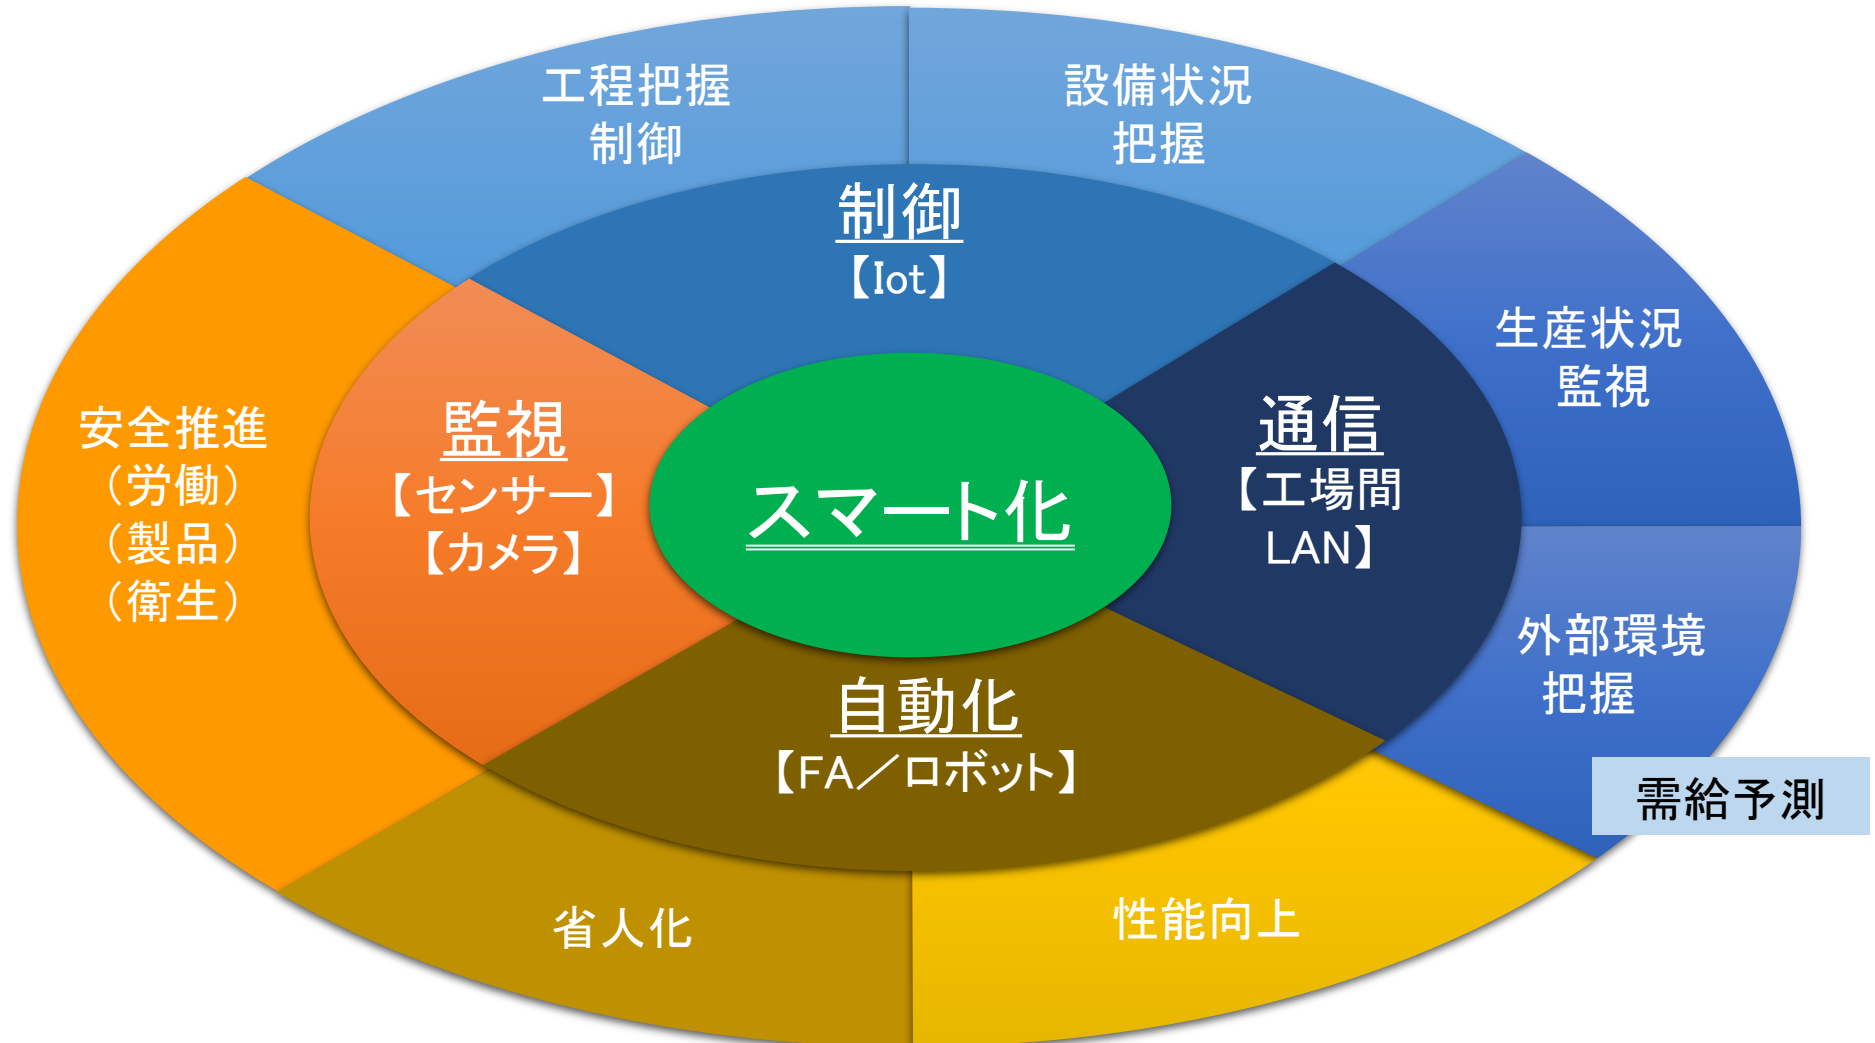 工程把握
制御
設備状況
把握
制御
【Iot】
生産状況
監視
安全推進
（労働）
（製品）
（衛生）
監視
【センサー】
【カメラ】
スマート化
通信
【工場間
LAN】
外部環境
把握
自動化
【FA／ロボット】
需給予測
省人化
性能向上